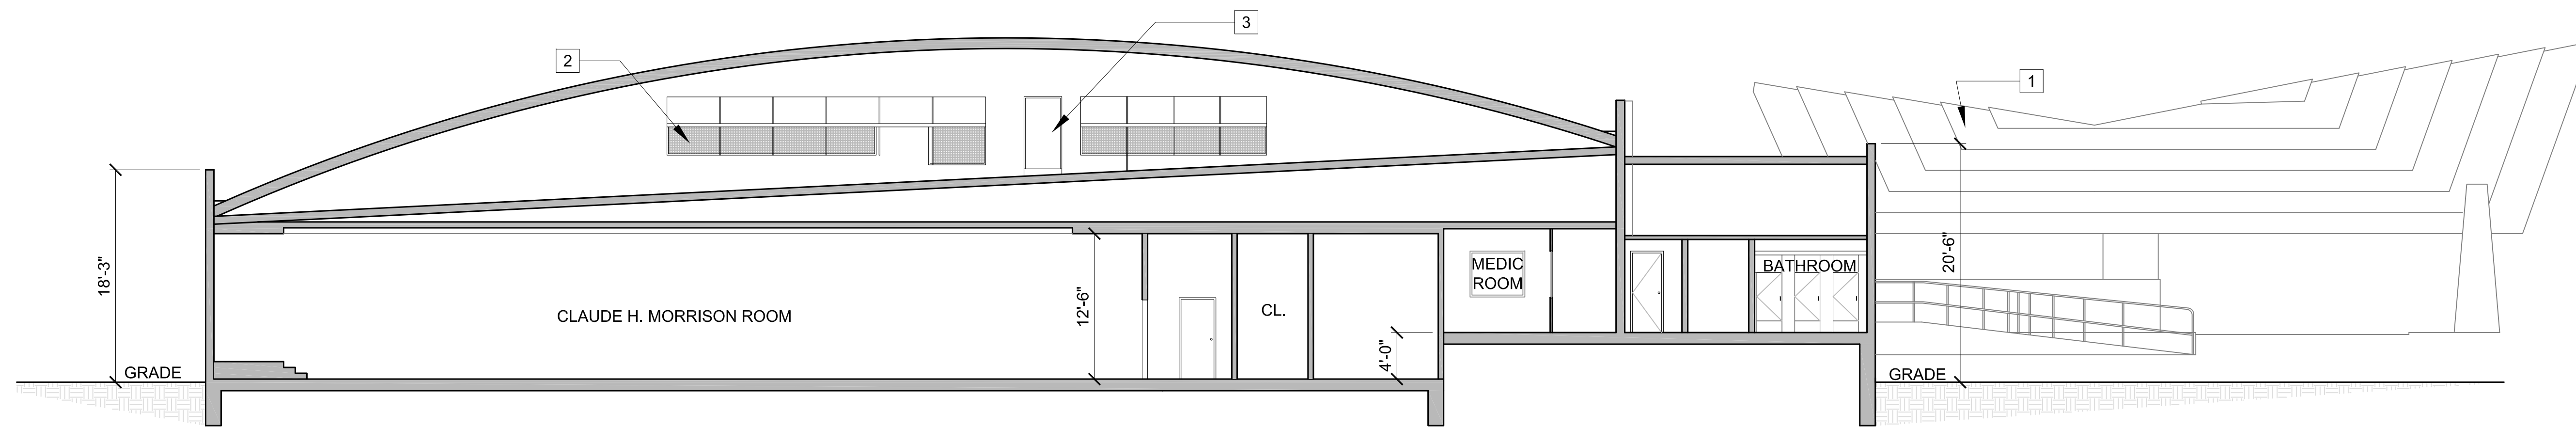 3
2
1
18'-3"
20'-6"
MEDIC
ROOM
BATHROOM
12'-6"
CL.
CLAUDE H. MORRISON ROOM
4'-0"
GRADE
GRADE